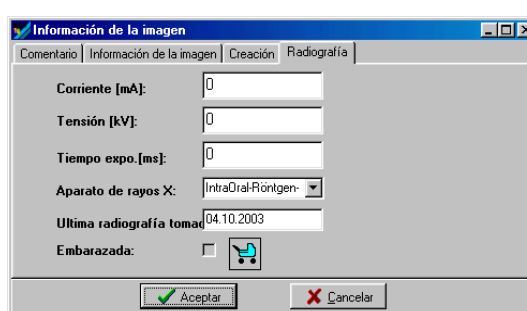 Información de la imagen
Comentario Información de la imagen Creación Radiografía
Corriente [mA]: 0
Tensión [kV]: 0
Tiempo expo.[ms]: 0
Aparato de rayos X: IntraOral-Röntgen-
Ultima radiografía tomad 04.10.2003
Embarazada:
Aceptar Cancelar